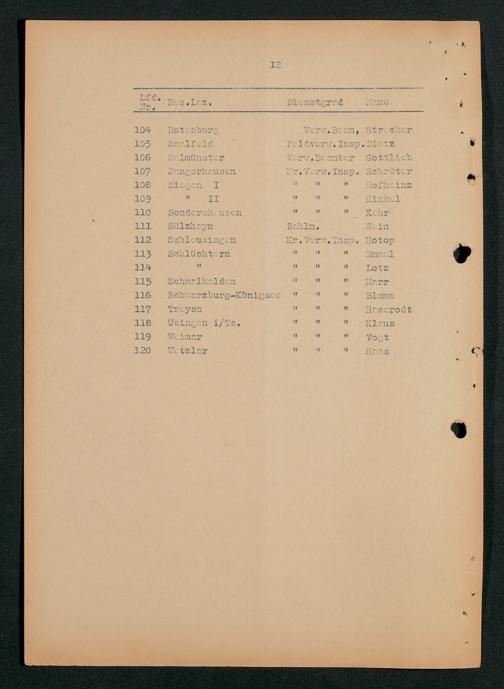 12
Lfd. Nr. Res.Laz. Dienstgrad Name
104 Rotenburg Verw.Beam, Strecker
105 Saalfeld Feldverw.Insp. Dietz
106 Salmünster Verw.Beamter Gottlieb
107 Sangerhausen Kr.Verw.Insp. Schröter
108 Siegen I " " " Hofheinz
109 " II " " " Hinkel
110 Sondershausen " " " Kehr
111 Sülzheyn Zahlm. Wein
112 Schleusingen Kr.Verw.Insp. Hotop
113 Schlüchtern " " " Emmel
114 " " " " Lotz
115 Schmalkalden " " " Marr
116 Schwarzburg-Königsee " " " Blume
117 Treysa " " " Haserodt
118 Usingen i/Ts. " " " Klaus
119 Weimar " " " Vogt
120 Wetzlar " " " Haas